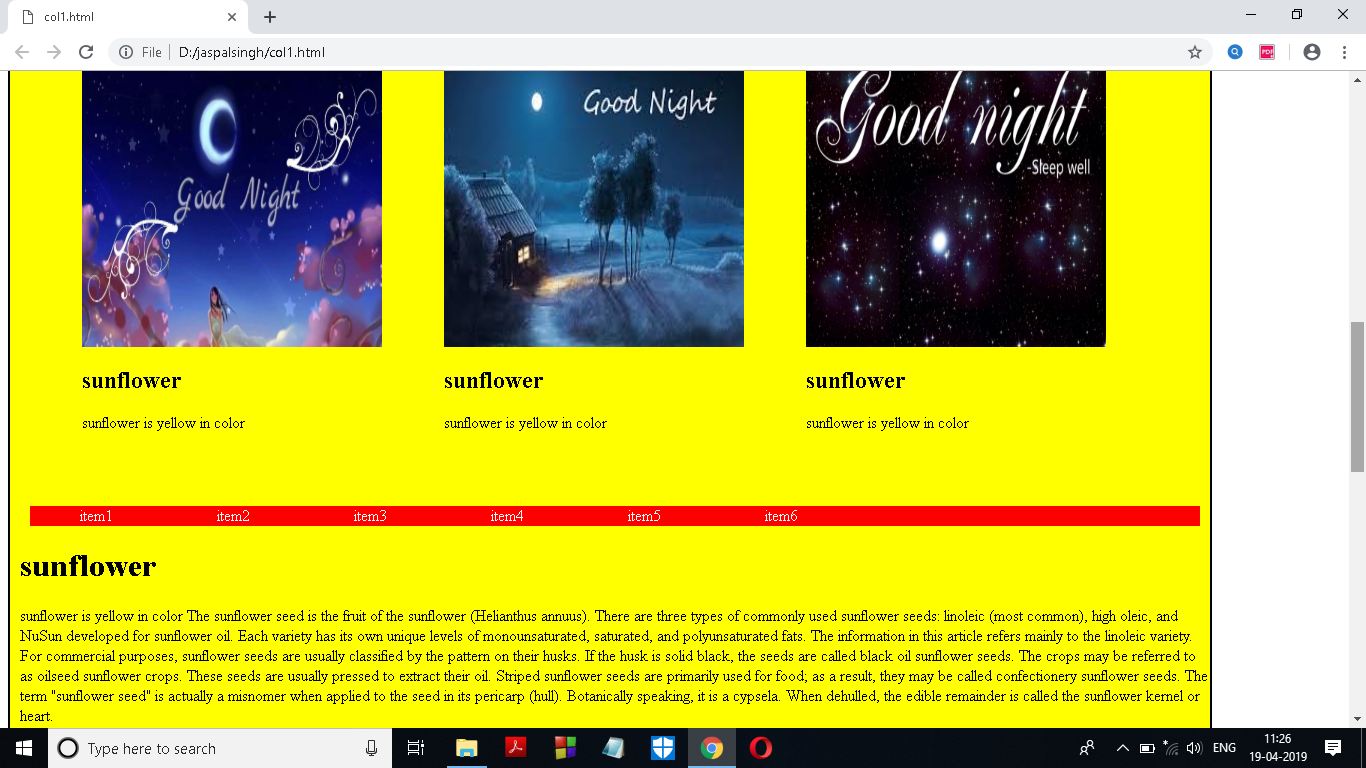 col1.html
File D:/jaspalsingh/col1.html
PDF
Good Night
Good Night
Good night
-Sleep well
sunflower sunflower sunflower
sunflower is yellow in color sunflower is yellow in color sunflower is yellow in color
item1 item2 item3 item4 item5 item6
sunflower
sunflower is yellow in color The sunflower seed is the fruit of the sunflower (Helianthus annuus). There are three types of commonly used sunflower seeds: linoleic (most common), high oleic, and
NuSun developed for sunflower oil. Each variety has its own unique levels of monounsaturated, saturated, and polyunsaturated fats. The information in this article refers mainly to the linoleic variety.
For commercial purposes, sunflower seeds are usually classified by the pattern on their husks. If the husk is solid black, the seeds are called black oil sunflower seeds. The crops may be referred to
as oilseed sunflower crops. These seeds are usually pressed to extract their oil. Striped sunflower seeds are primarily used for food; as a result, they may be called confectionery sunflower seeds. The
term "sunflower seed" is actually a misnomer when applied to the seed in its pericarp (hull). Botanically speaking, it is a cypsela. When dehulled, the edible remainder is called the sunflower kernel or
heart.
Type here to search
ENG
11:26
19-04-2019